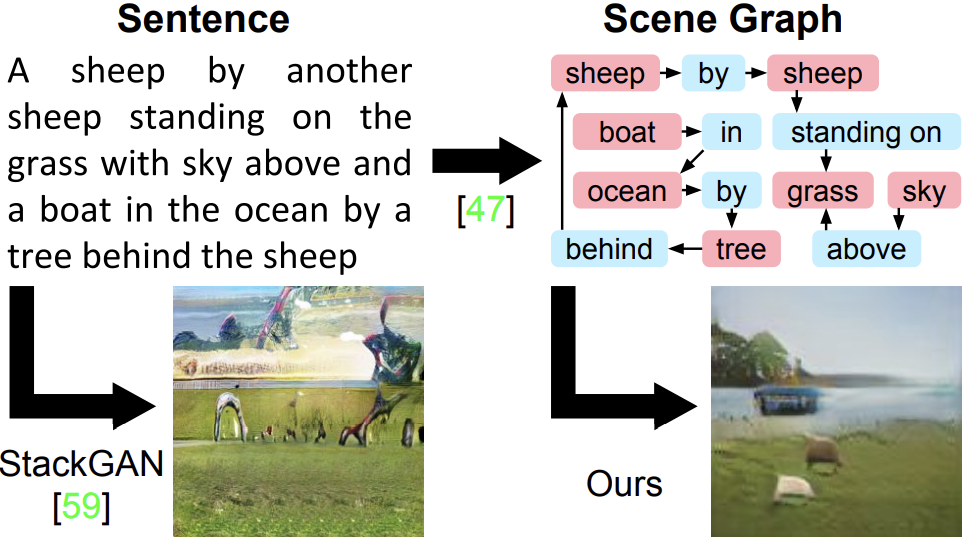 Sentence
A sheep by another
sheep standing on the
grass with sky above and
a boat in the ocean by a
tree behind the sheep
[47]
Scene Graph
sheep by sheep
boat in standing on
ocean by grass sky
behind tree above
StackGAN
[59]
Ours